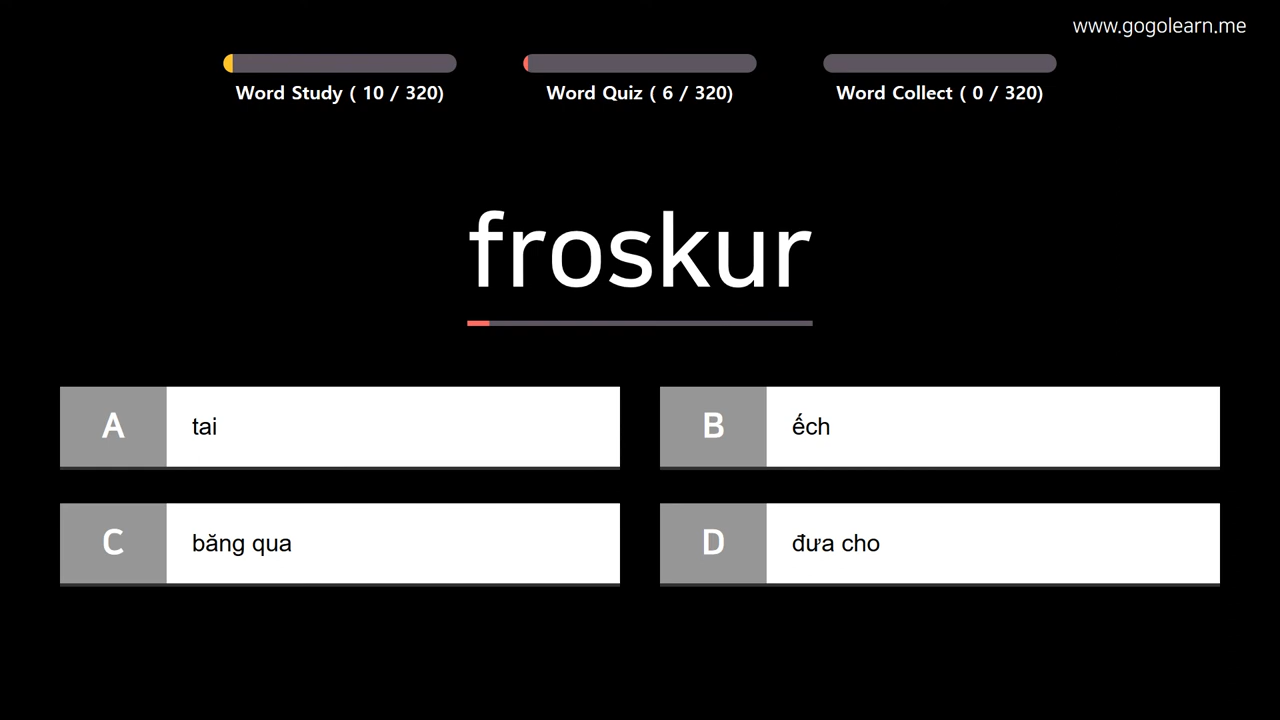 www.gogolearn.me
Word Study ( 10 / 320)
Word Quiz ( 6 / 320)
Word Collect ( 0 / 320)
froskur
A tai
B ếch
C băng qua
D đưa cho